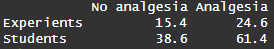 No analgesia Analgesia
Experients 15.4 24.6
Students 38.6 61.4